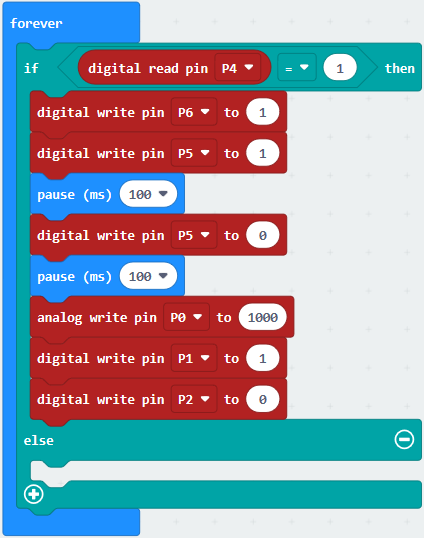 forever
if digital read pin P4 = 1 then
digital write pin P6 to 1
digital write pin P5 to 1
pause (ms) 100
digital write pin P5 to 0
pause (ms) 100
analog write pin P0 to 1000
digital write pin P1 to 1
digital write pin P2 to 0
else